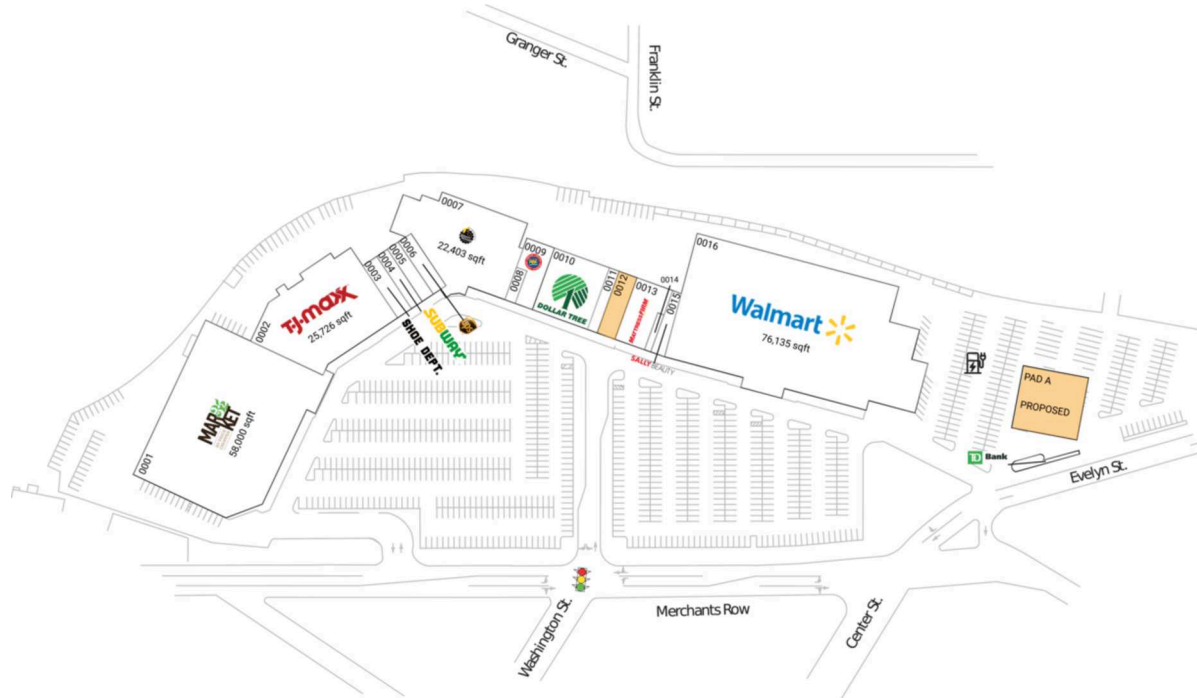 Granger St.
Franklin St.
0007
22,403 sqft
0006
0005
0004
0003
0009
0008
0010
DOLLAR TREE
0011
0012
0013
MATTRESSFIRM
0014
0015
SALLY BEAUTY
0016
Walmart
76,135 sqft
0002
T·J·maxx
25,726 sqft
SHOE DEPT.
SUBWAY
MARKET
58,000 sqft
0001
PAD A
PROPOSED
TD Bank
Evelyn St.
Washington St.
Merchants Row
Center St.